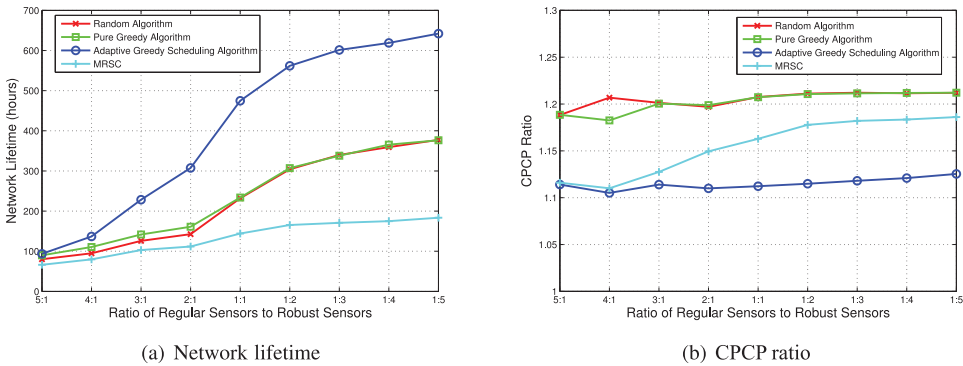 Random Algorithm
Pure Greedy Algorithm
Adaptive Greedy Scheduling Algorithm
MRSC
Network Lifetime (hours)
700
600
500
400
300
200
100
0
5:1 4:1 3:1 2:1 1:1 1:2 1:3 1:4 1:5
Ratio of Regular Sensors to Robust Sensors
(a) Network lifetime
Random Algorithm
Pure Greedy Algorithm
Adaptive Greedy Scheduling Algorithm
MRSC
CPCP Ratio
1.3
1.25
1.2
1.15
1.1
1.05
1
5:1 4:1 3:1 2:1 1:1 1:2 1:3 1:4 1:5
Ratio of Regular Sensors to Robust Sensors
(b) CPCP ratio